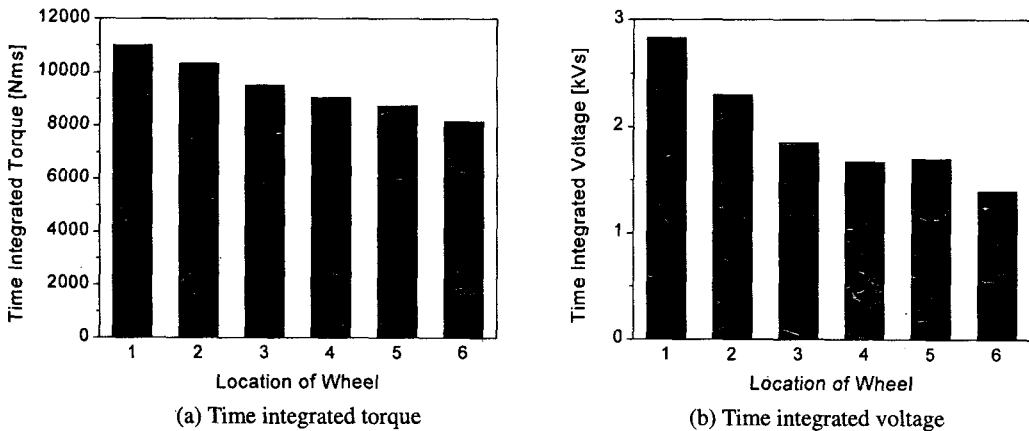 12000
10000
8000
6000
4000
2000
0
Time Integrated Torque [Nms]
1 2 3 4 5 6
Location of Wheel
(a) Time integrated torque
3
2
1
0
Time Integrated Voltage [kVs]
1 2 3 4 5 6
Location of Wheel
(b) Time integrated voltage